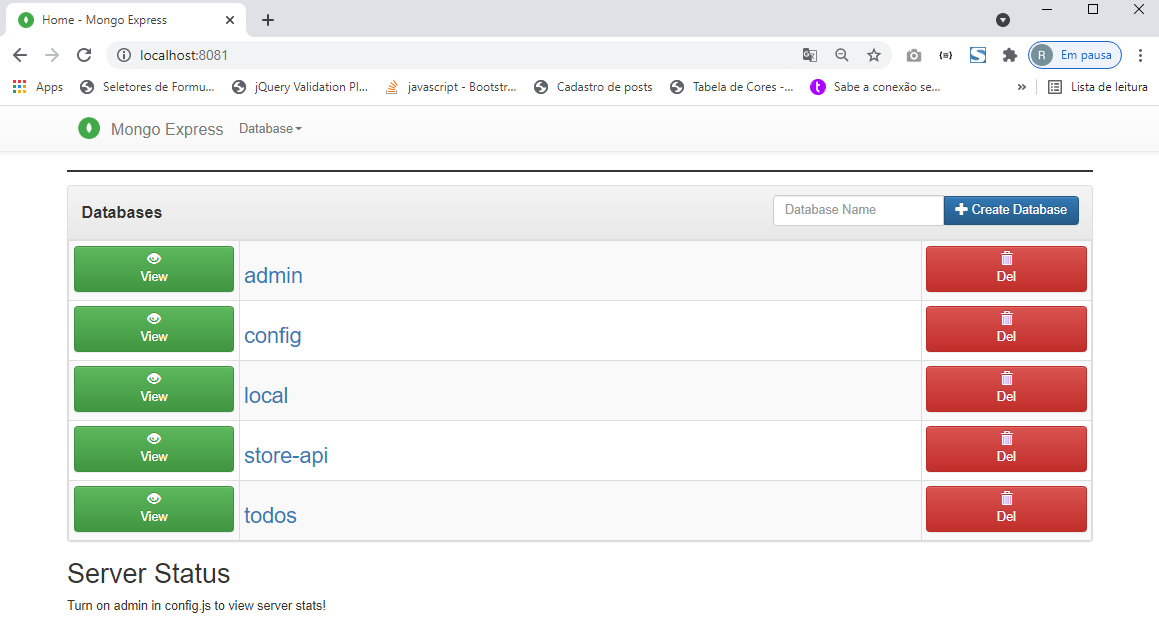 Home - Mongo Express
localhost:8081
R Em pausa
Apps Seletores de Formu... jQuery Validation Pl... javascript - Bootstr... Cadastro de posts Tabela de Cores -... t Sabe a conexão se... » Lista de leitura
Mongo Express Database
Databases Database Name Create Database
View admin Del
View config Del
View local Del
View store-api Del
View todos Del
Server Status
Turn on admin in config.js to view server stats!